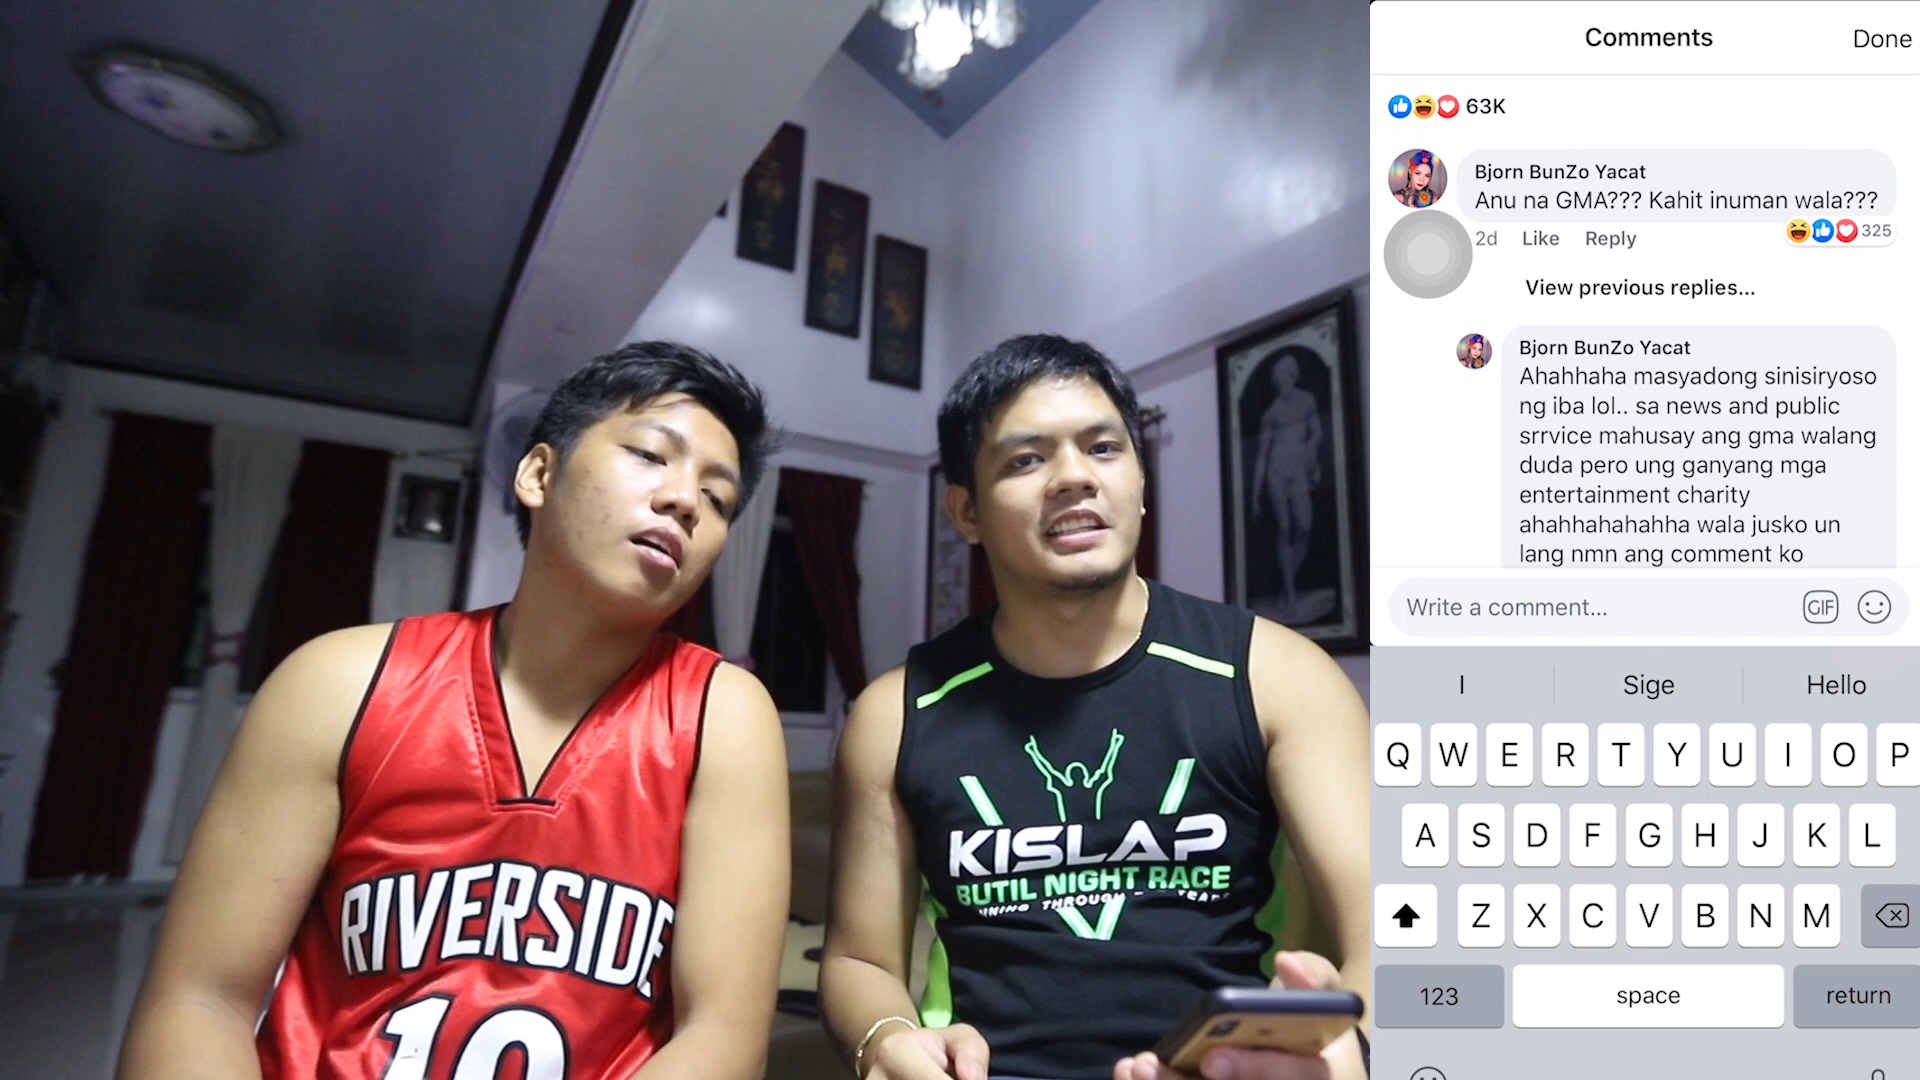 RIVERSIDE
10
KISLAP
BUTIL NIGHT RACE
THROUGH
Comments
Done
63K
Bjorn BunZo Yacat
Anu na GMA??? Kahit inuman wala???
2d Like Reply
325
View previous replies...
Bjorn BunZo Yacat
Ahahhaha masyadong sinisiryoso
ng iba lol.. sa news and public
srrvice mahusay ang gma walang
duda pero ung ganyang mga
entertainment charity
ahahhahahahha wala jusko un
lang nmn ang comment ko
Write a comment...
GIF
I Sige Hello
Q W E R T Y U I O P
A S D F G H J K L
Z X C V B N M
123 space return